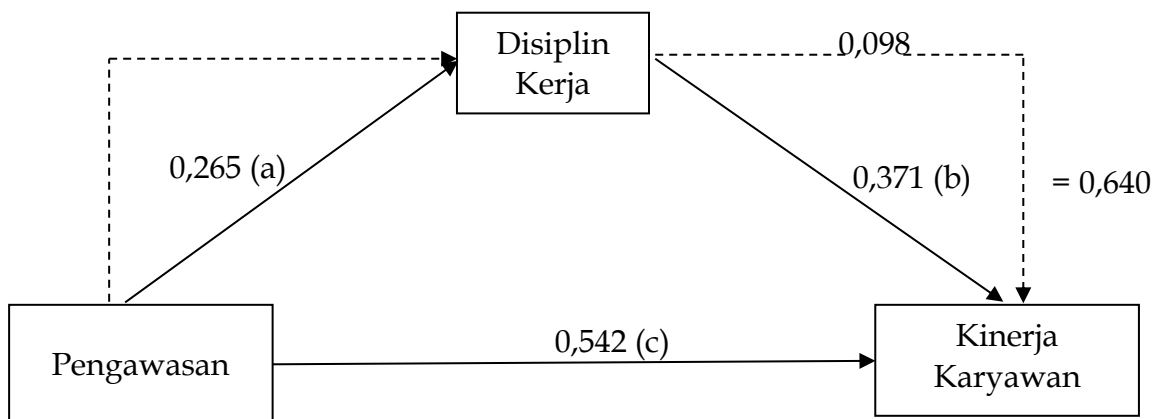 Disiplin
Kerja
0,098
0,265 (a)
0,371 (b)
= 0,640
Pengawasan
0,542 (c)
Kinerja
Karyawan